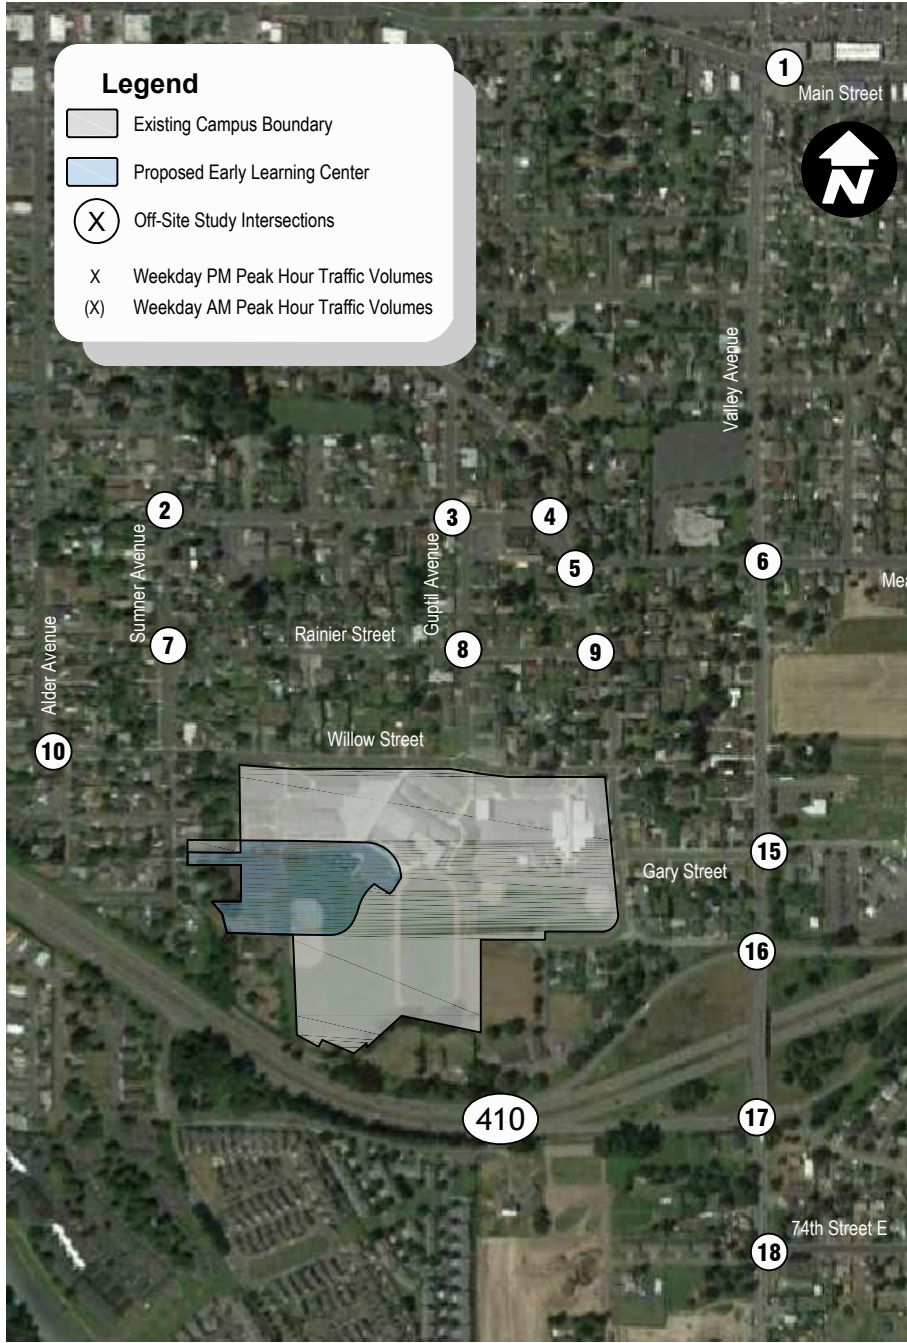 Legend
Existing Campus Boundary
Proposed Early Learning Center
X Off-Site Study Intersections
X Weekday PM Peak Hour Traffic Volumes
(X) Weekday AM Peak Hour Traffic Volumes
1
Main Street
N
Valley Avenue
2
3
4
Sumner Avenue
Guptil Avenue
5
6
Mea
Alder Avenue
7
Rainier Street
8
9
10
Willow Street
15
Gary Street
16
410
17
74th Street E
18